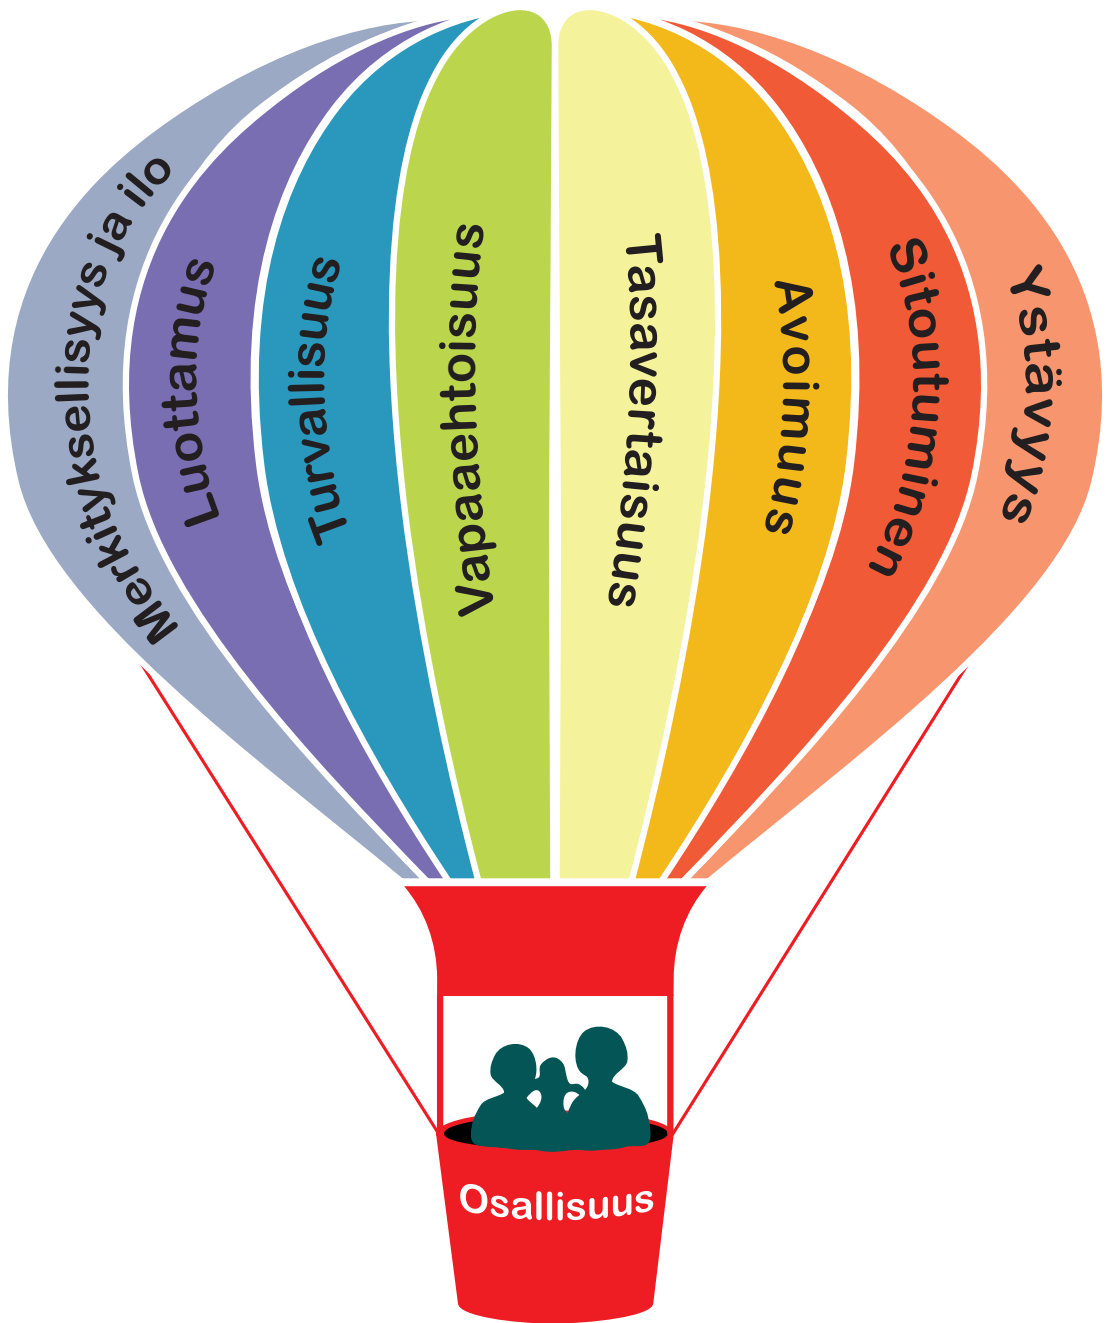 Merkityksellisyys ja ilo
Luottamus
Turvallisuus
Vapaaehtoisuus
Tasavertaisuus
Avoimuus
Sitoutuminen
Ystävyys
Osallisuus